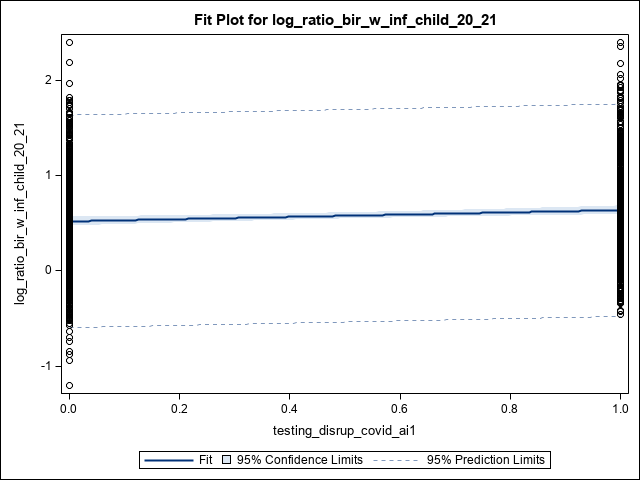 Fit Plot for log_ratio_bir_w_inf_child_20_21
log_ratio_bir_w_inf_child_20_21
2
1
0
-1
0.0 0.2 0.4 0.6 0.8 1.0
testing_disrup_covid_ai1
Fit 95% Confidence Limits 95% Prediction Limits